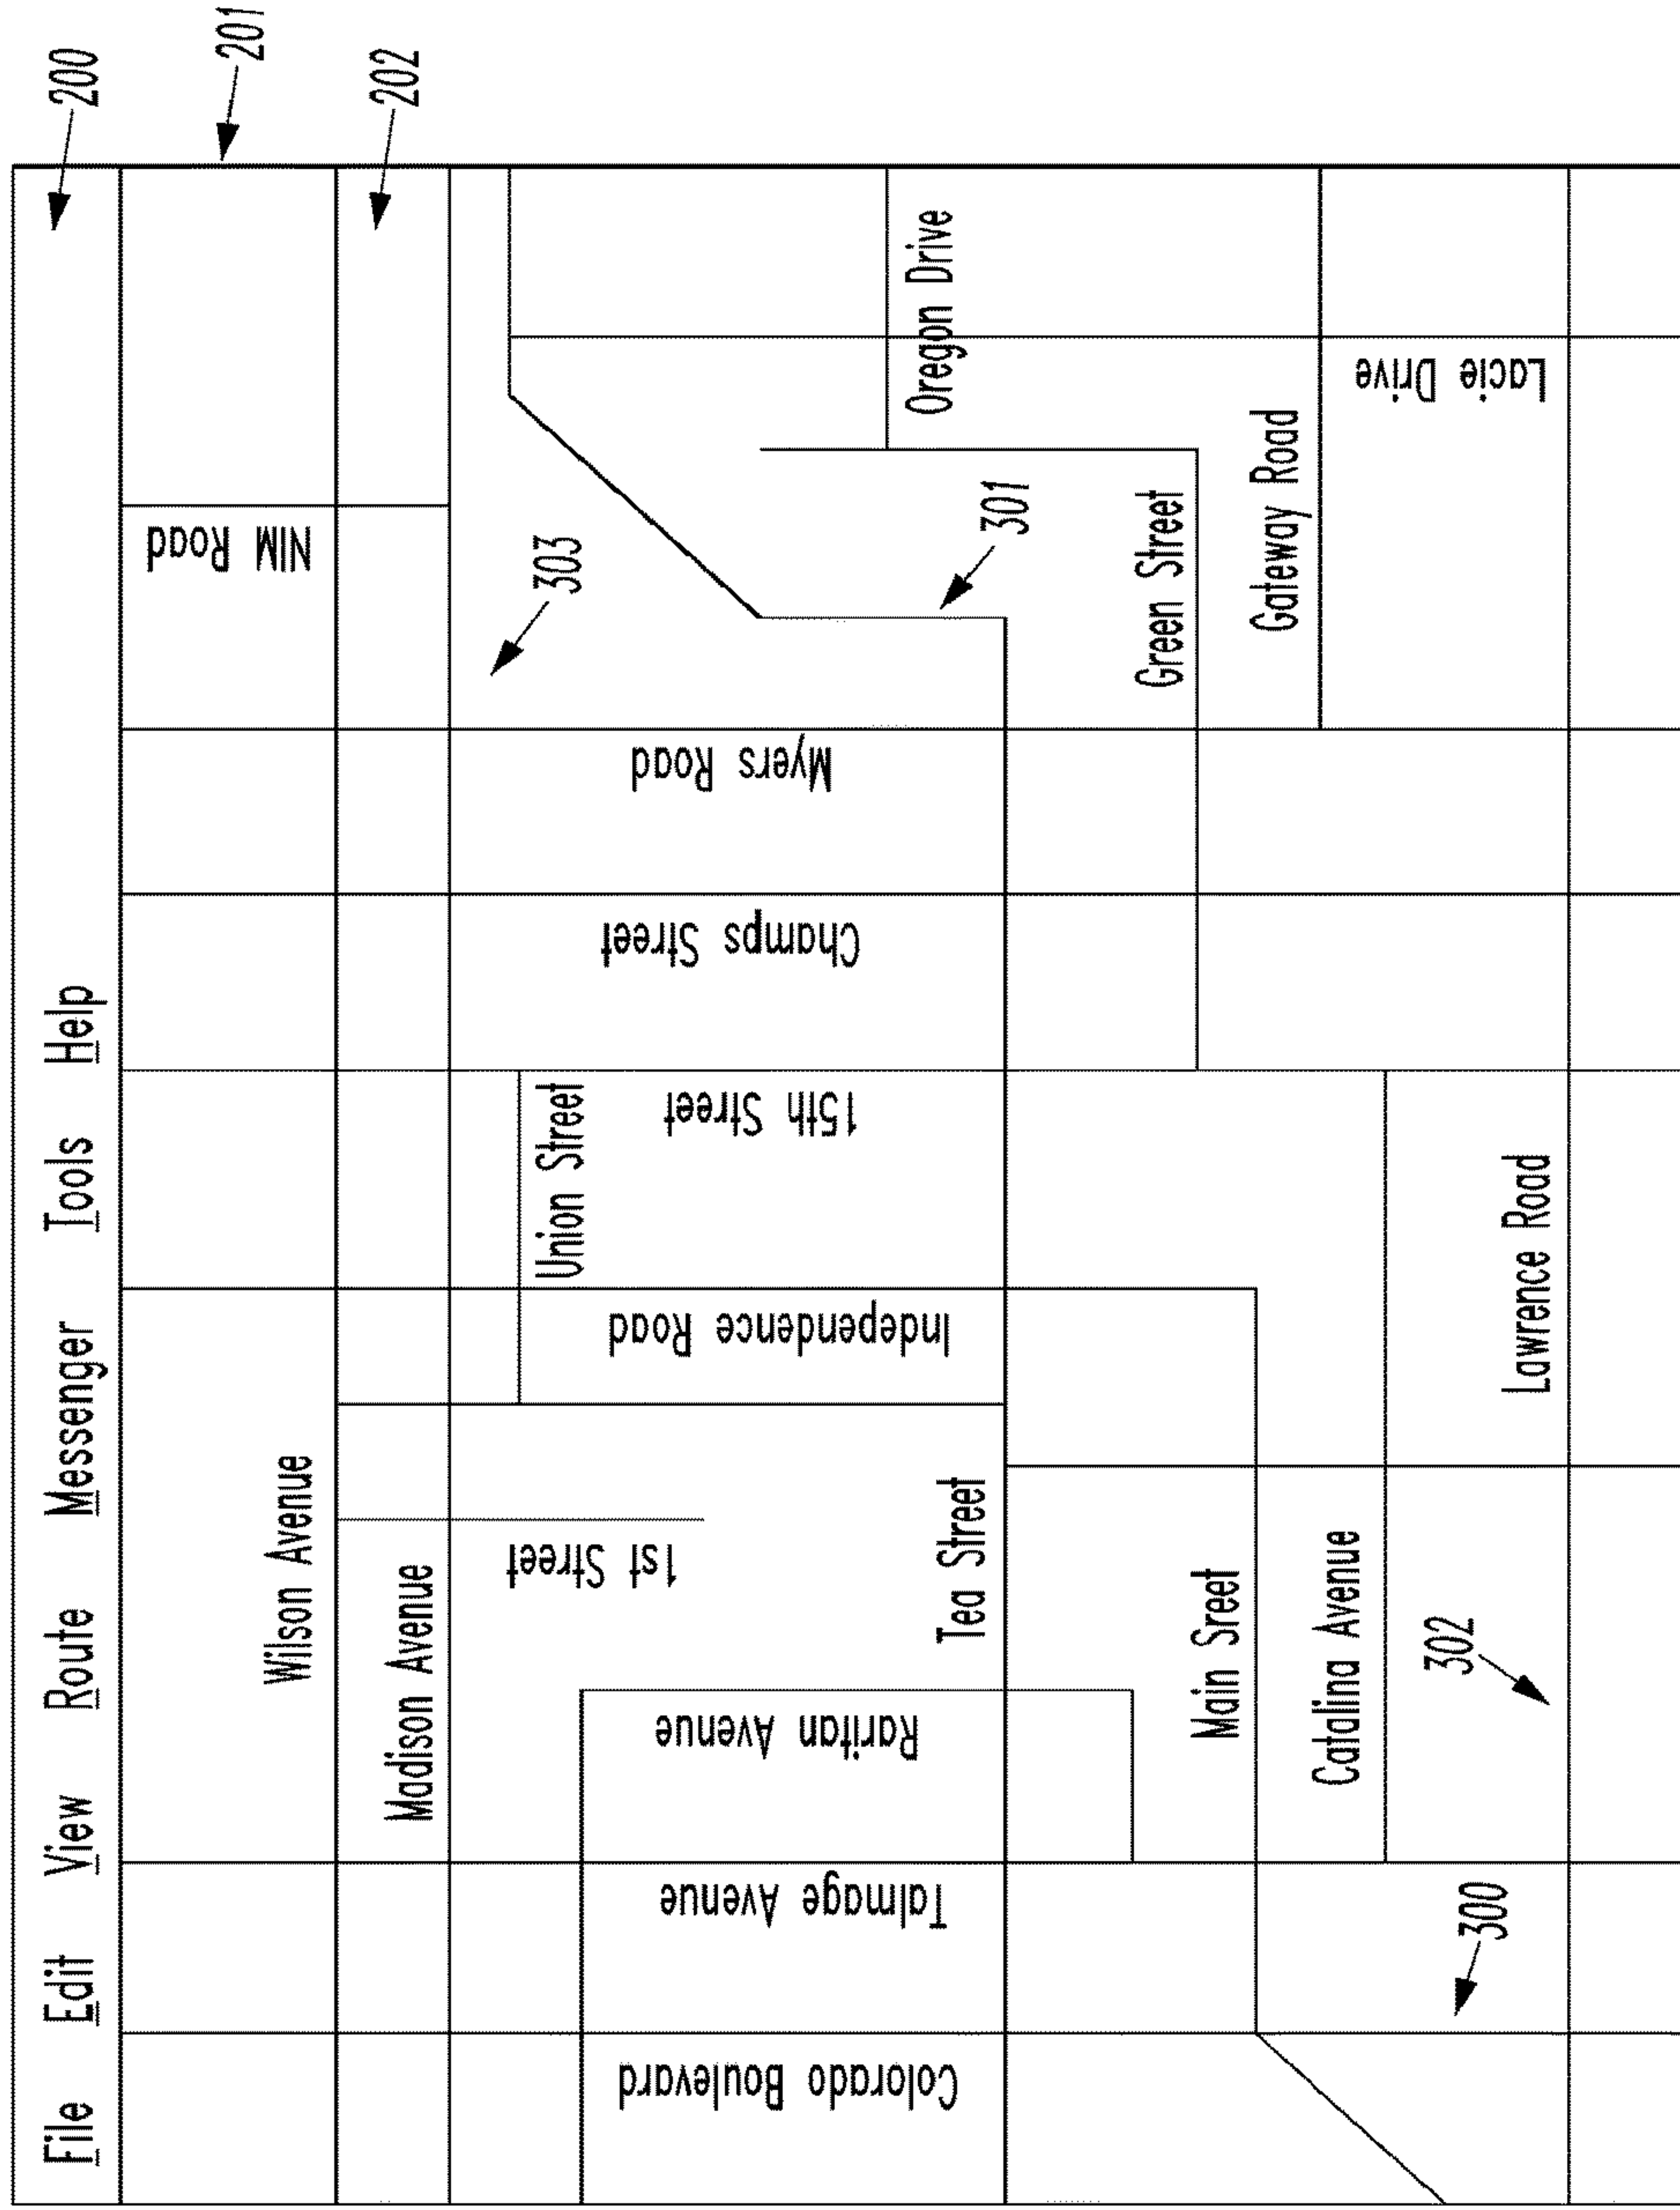 File Edit View Route Messenger Tools Help
200
201
202
NIM Road
Wilson Avenue
Madison Avenue
303
Union Street
1st Street
Oregon Drive
Myers Road
Champs Street
15th Street
Independence Road
Raritan Avenue
Talmage Avenue
Colorado Boulevard
301
Tea Street
Green Street
Main Sreet
Gateway Road
Catalina Avenue
Lacie Drive
302
300
Lawrence Road